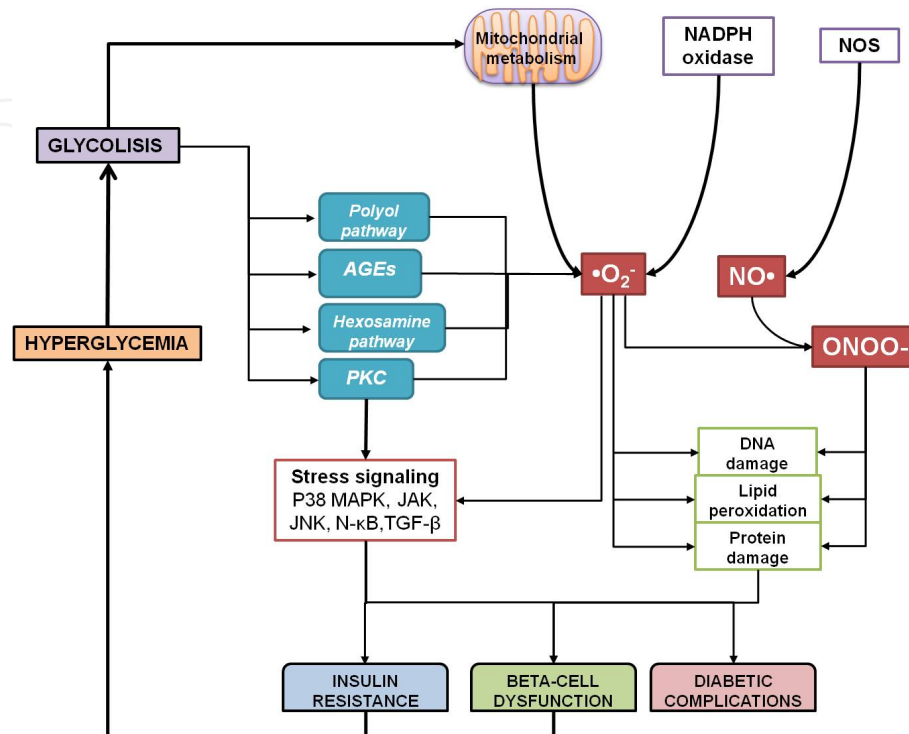 Mitochondrial
metabolism
NADPH
oxidase
NOS
GLYCOLISIS
Polyol
pathway
AGEs
•O₂⁻
NO•
Hexosamine
pathway
HYPERGLYCEMIA
ONOO-
PKC
DNA
damage
Stress signaling
P38 MAPK, JAK,
JNK, N-κB,TGF-β
Lipid
peroxidation
Protein
damage
INSULIN
RESISTANCE
BETA-CELL
DYSFUNCTION
DIABETIC
COMPLICATIONS